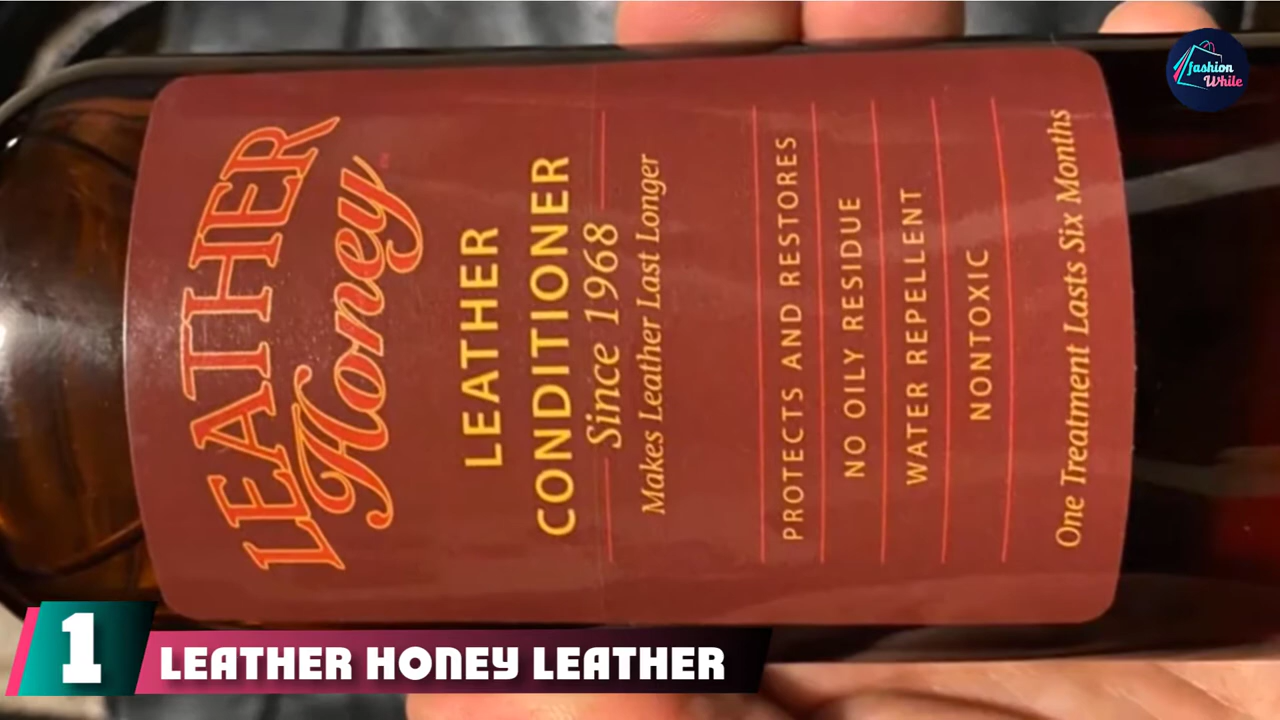 LEATHER
Honey
LEATHER
CONDITIONER
Since 1968
Makes Leather Last Longer
PROTECTS AND RESTORES
NO OILY RESIDUE
WATER REPELLENT
NONTOXIC
One Treatment Lasts Six Months
fashion
While
1
LEATHER HONEY LEATHER